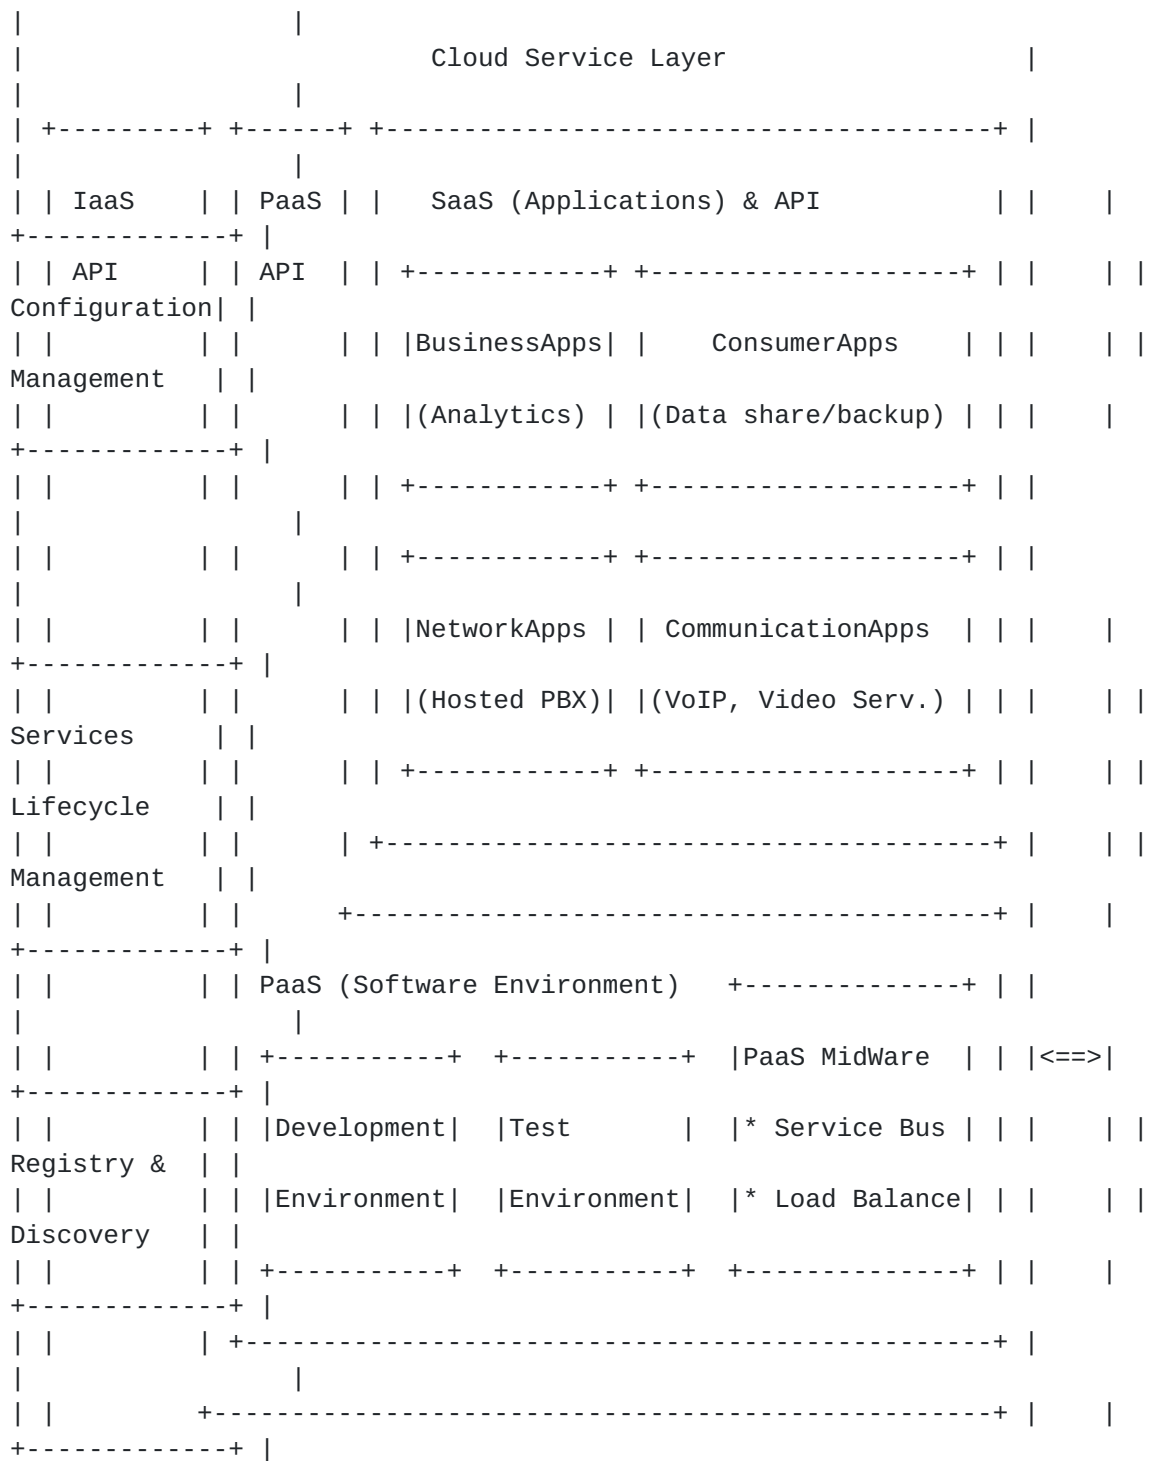 |                 |
|                          Cloud Service Layer                   |
|                 |
| +---------+ +------+ +---------------------------------------+ |
|                 |
| | IaaS    | | PaaS | |   SaaS (Applications) & API           | |    |
+-------------+ |
| | API     | | API  | | +------------+ +--------------------+ | |    | |
Configuration| |
| |         | |      | | |BusinessApps| |    ConsumerApps    | | |    | |
Management   | |
| |         | |      | | |(Analytics) | |(Data share/backup) | | |    |
+-------------+ |
| |         | |      | | +------------+ +--------------------+ | |
|                 |
| |         | |      | | +------------+ +--------------------+ | |
|                 |
| |         | |      | | |NetworkApps | | CommunicationApps  | | |    |
+-------------+ |
| |         | |      | | |(Hosted PBX)| |(VoIP, Video Serv.) | | |    | |
Services     | |
| |         | |      | | +------------+ +--------------------+ | |    | |
Lifecycle    | |
| |         | |      | +---------------------------------------+ |    | |
Management   | |
| |         | |      +-----------------------------------------+ |    |
+-------------+ |
| |         | | PaaS (Software Environment)   +--------------+ | |
|                 |
| |         | | +-----------+  +-----------+  |PaaS MidWare  | | |<==>|
+-------------+ |
| |         | | |Development|  |Test       |  |* Service Bus | | |    | |
Registry &  | |
| |         | | |Environment|  |Environment|  |* Load Balance| | |    | |
Discovery   | |
| |         | | +-----------+  +-----------+  +--------------+ | |    |
+-------------+ |
| |         | +------------------------------------------------+ |
|                 |
| |         +--------------------------------------------------+ |    |
+-------------+ |